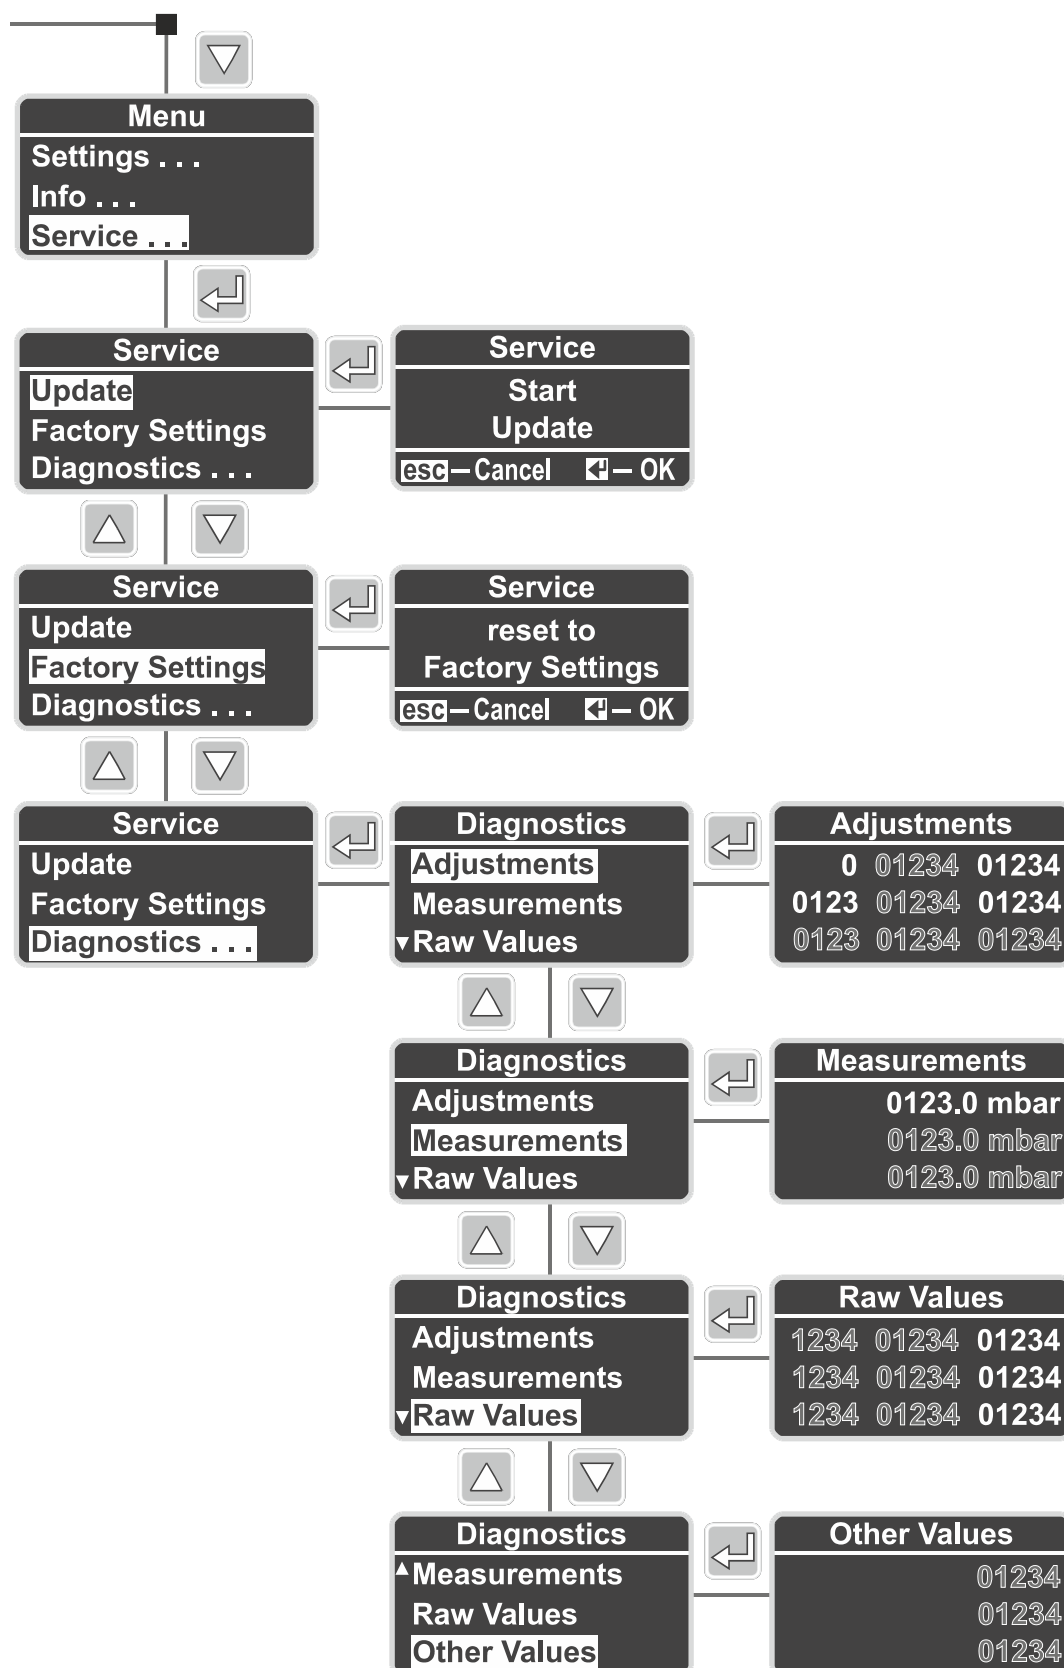 Menu
Settings . . .
Info . . .
Service . . .
Service
Update
Factory Settings
Diagnostics . . .
Service
Start
Update
esc – Cancel – OK
Service
Update
Factory Settings
Diagnostics . . .
Service
reset to
Factory Settings
esc – Cancel – OK
Service
Update
Factory Settings
Diagnostics . . .
Diagnostics
Adjustments
Measurements
Raw Values
Adjustments
0 01234 01234
0123 01234 01234
0123 01234 01234
Diagnostics
Adjustments
Measurements
Raw Values
Measurements
0123.0 mbar
0123.0 mbar
0123.0 mbar
Diagnostics
Adjustments
Measurements
Raw Values
Raw Values
1234 01234 01234
1234 01234 01234
1234 01234 01234
Diagnostics
Measurements
Raw Values
Other Values
Other Values
01234
01234
01234